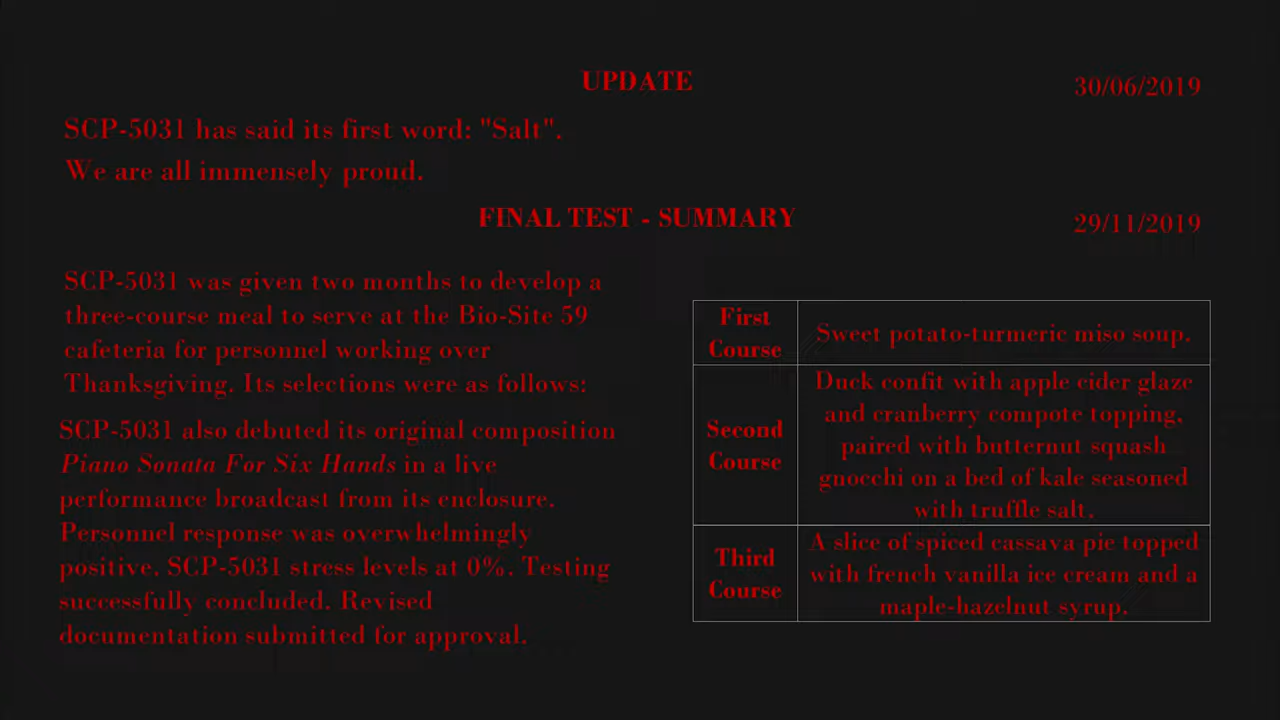 UPDATE
30/06/2019
SCP-5031 has said its first word: "Salt".
We are all immensely proud.
FINAL TEST - SUMMARY
29/11/2019
SCP-5031 was given two months to develop a
three-course meal to serve at the Bio-Site 59
cafeteria for personnel working over
Thanksgiving. Its selections were as follows:
SCP-5031 also debuted its original composition
Piano Sonata For Six Hands in a live
performance broadcast from its enclosure.
Personnel response was overwhelmingly
positive. SCP-5031 stress levels at 0%. Testing
successfully concluded. Revised
documentation submitted for approval.
First
Course
Sweet potato-turmeric miso soup.
Second
Course
Duck confit with apple cider glaze
and cranberry compote topping,
paired with butternut squash
gnocchi on a bed of kale seasoned
with truffle salt.
Third
Course
A slice of spiced cassava pie topped
with french vanilla ice cream and a
maple-hazelnut syrup.